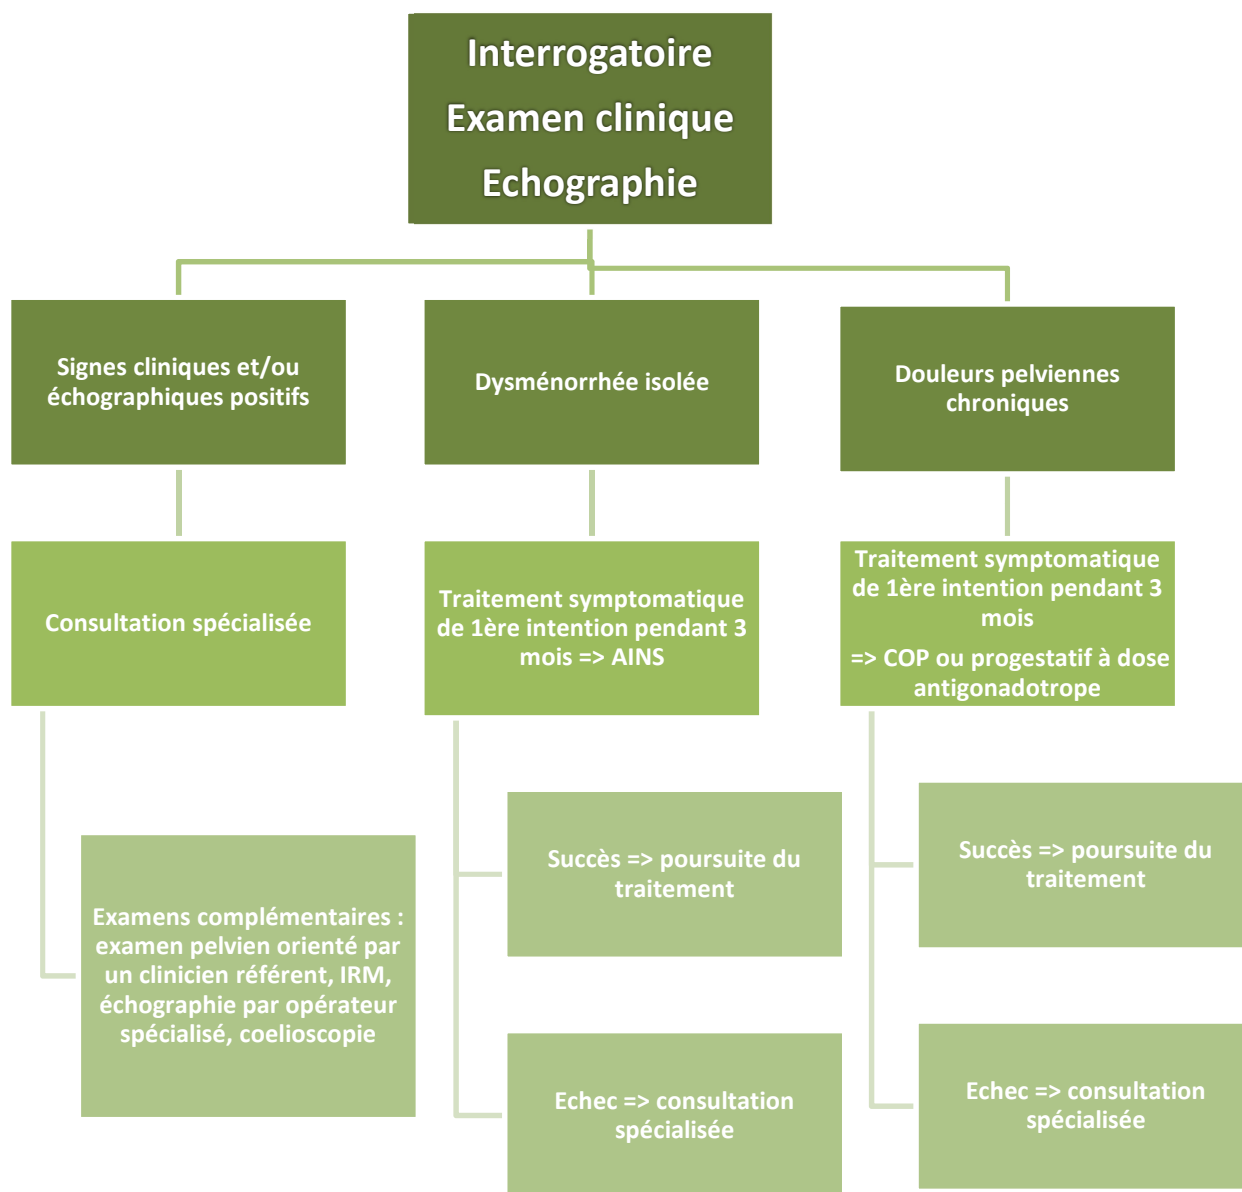 Interrogatoire
Examen clinique
Echographie
Signes cliniques et/ou
échographiques positifs
Dysménorrhée isolée
Douleurs pelviennes
chroniques
Consultation spécialisée
Traitement symptomatique
de 1ère intention pendant 3
mois => AINS
Traitement symptomatique
de 1ère intention pendant 3
mois
=> COP ou progestatif à dose
antigonadotrope
Examens complémentaires :
examen pelvien orienté par
un clinicien référent, IRM,
échographie par opérateur
spécialisé, coelioscopie
Succès => poursuite du
traitement
Echec => consultation
spécialisée
Succès => poursuite du
traitement
Echec => consultation
spécialisée